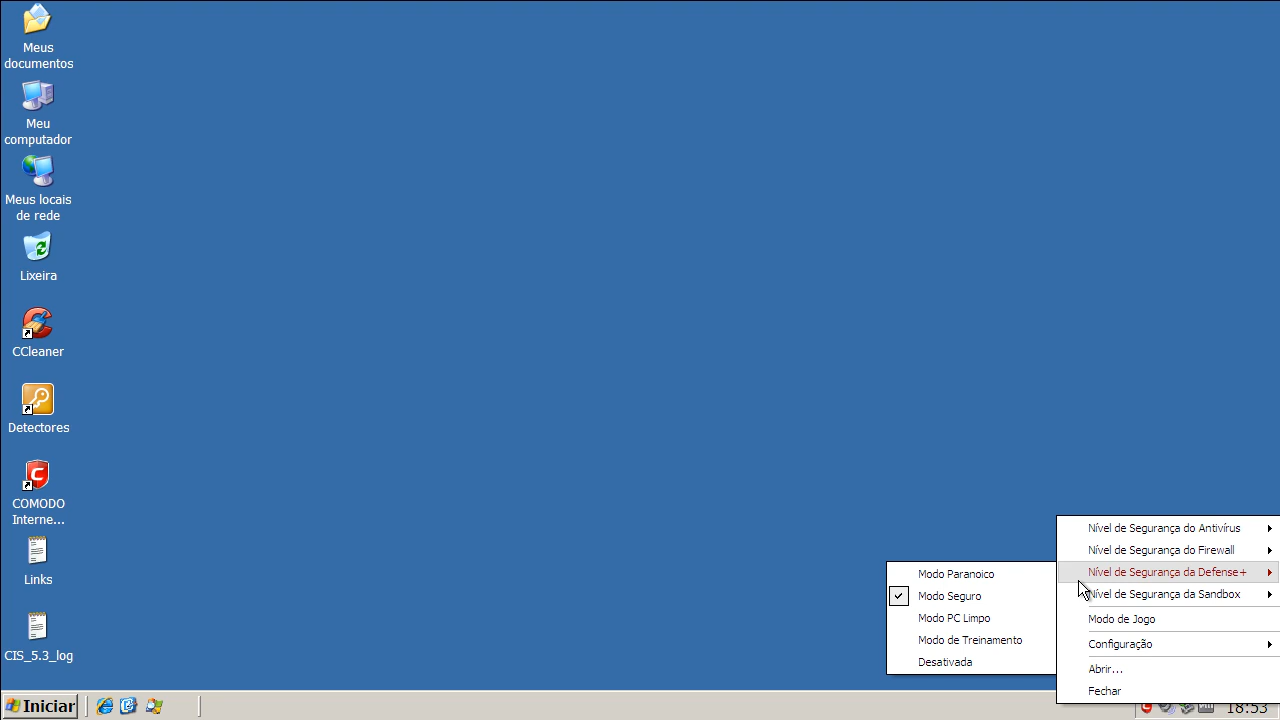 Meus
documentos
Meu
computador
Meus locais
de rede
Lixeira
CCleaner
Detectores
COMODO
Interne...
Links
CIS_5.3_log
Modo Paranoico
Modo Seguro
Modo PC Limpo
Modo de Treinamento
Desativada
Nível de Segurança do Antivírus
Nível de Segurança do Firewall
Nível de Segurança da Defense+
Nível de Segurança da Sandbox
Modo de Jogo
Configuração
Abrir...
Fechar
Iniciar
18:53